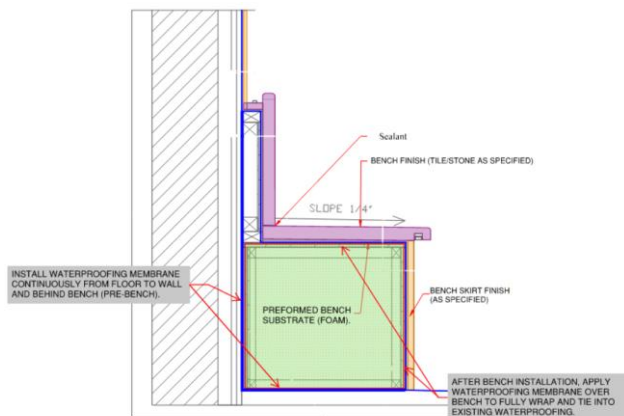 Sealant
BENCH FINISH (TILE/STONE AS SPECIFIED)
SLOPE 1/4"
INSTALL WATERPROOFING MEMBRANE
CONTINUOUSLY FROM FLOOR TO WALL
AND BEHIND BENCH (PRE-BENCH).
BENCH SKIRT FINISH
(AS SPECIFIED)
PREFORMED BENCH
SUBSTRATE (FOAM).
AFTER BENCH INSTALLATION, APPLY
WATERPROOFING MEMBRANE OVER
BENCH TO FULLY WRAP AND TIE INTO
EXISTING WATERPROOFING.